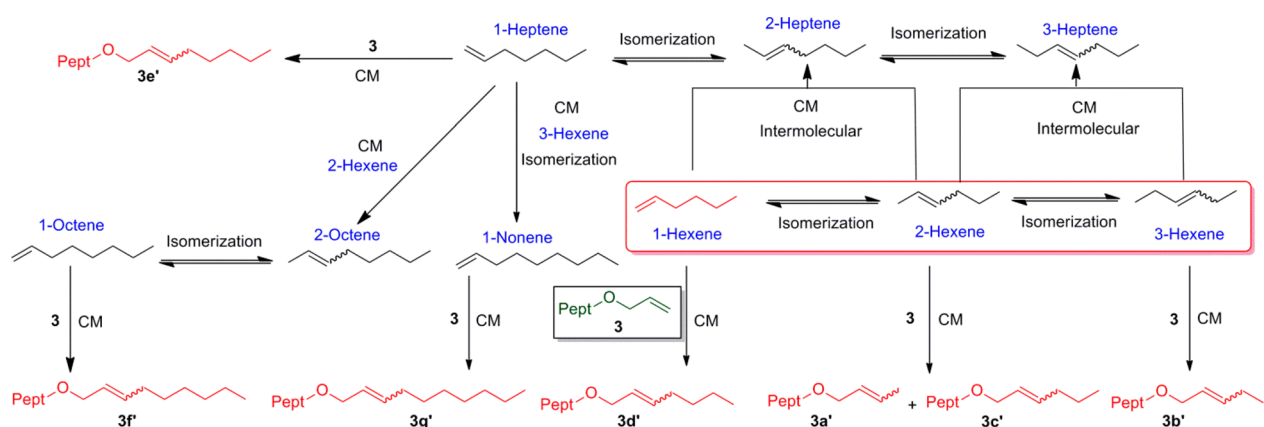 1-Heptene
2-Heptene
3-Heptene
Isomerization
Isomerization
Pept O
3e'
3
CM
CM
Intermolecular
CM
Intermolecular
CM
3-Hexene
Isomerization
CM
2-Hexene
1-Hexene
Isomerization
2-Hexene
Isomerization
3-Hexene
1-Octene
Isomerization
2-Octene
1-Nonene
Pept O
3
3 CM
3 CM
CM
3 CM
3 CM
Pept O
3f'
Pept O
3g'
Pept O
3d'
Pept O
3a'
+
Pept O
3c'
Pept O
3b'